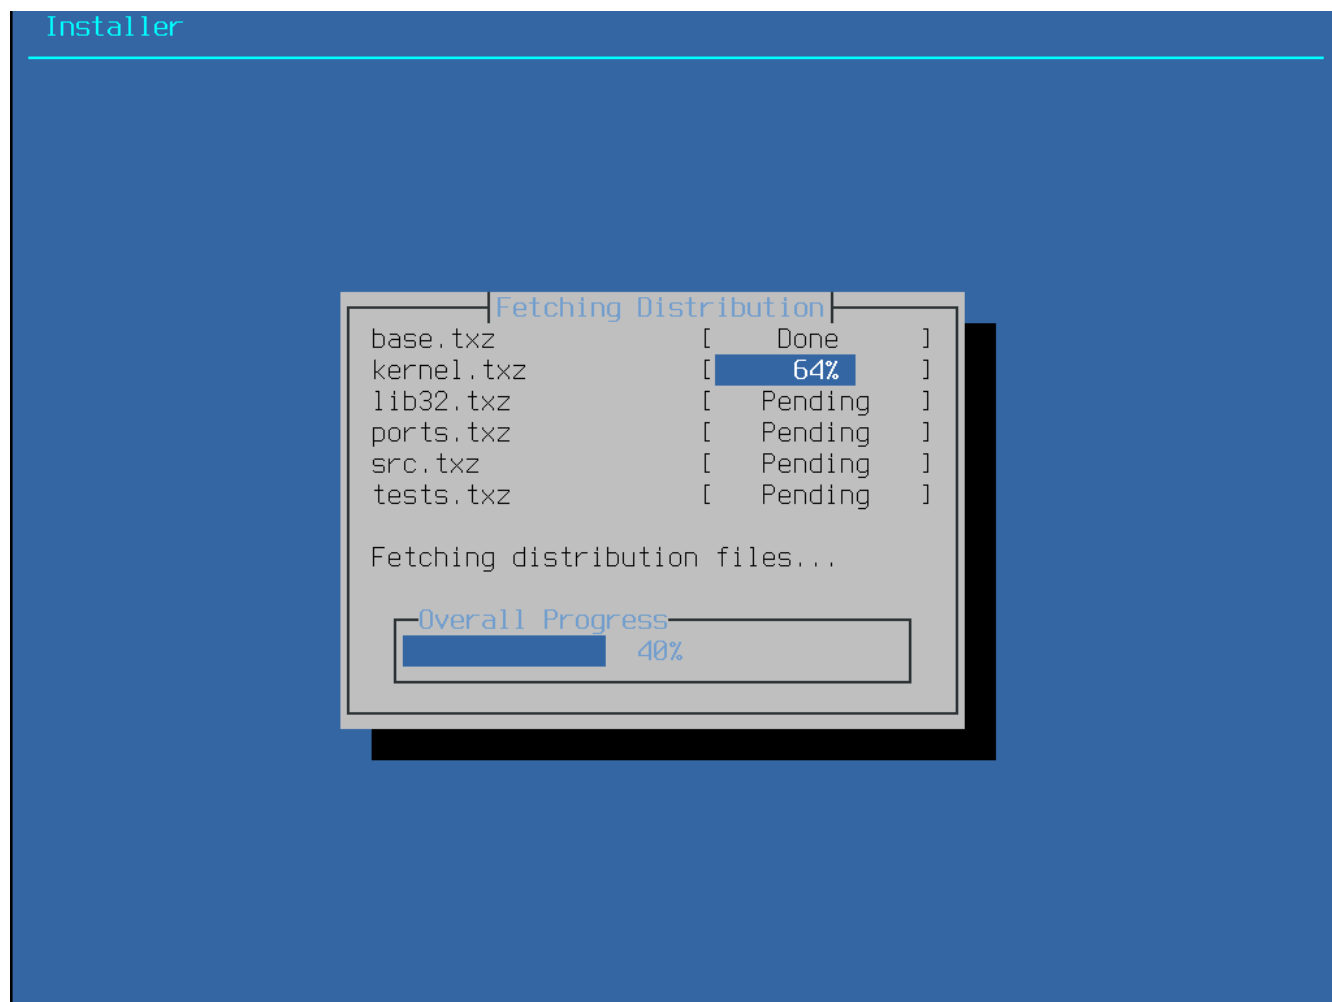 Installer
Fetching Distribution
base.txz [ Done ]
kernel.txz [ 64% ]
lib32.txz [ Pending ]
ports.txz [ Pending ]
src.txz [ Pending ]
tests.txz [ Pending ]
Fetching distribution files...
Overall Progress
40%